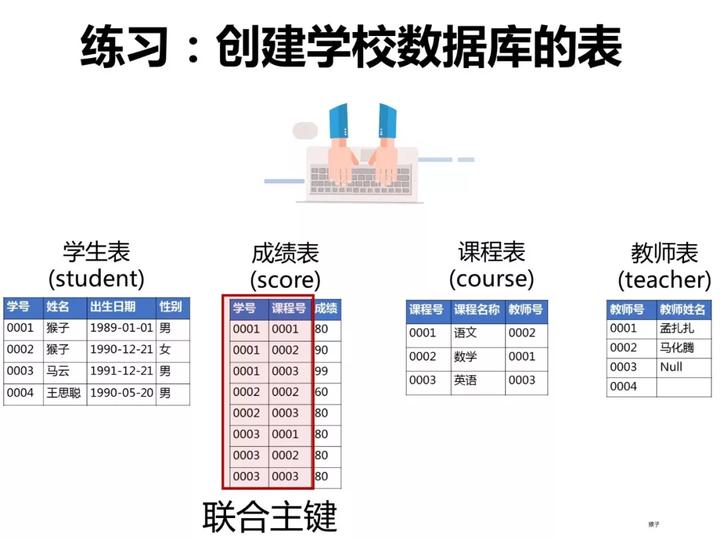 练习：创建学校数据库的表
学生表
(student)
学号 姓名 出生日期 性别
0001 猴子 1989-01-01 男
0002 猴子 1990-12-21 女
0003 马云 1991-12-21 男
0004 王思聪 1990-05-20 男
成绩表
(score)
学号 课程号 成绩
0001 0001 80
0001 0002 90
0001 0003 99
0002 0002 60
0002 0003 80
0003 0001 80
0003 0002 80
0003 0003 80
联合主键
课程表
(course)
课程号 课程名称 教师号
0001 语文 0002
0002 数学 0001
0003 英语 0003
教师表
(teacher)
教师号 教师姓名
0001 孟扎扎
0002 马化腾
0003 Null
0004
猴子